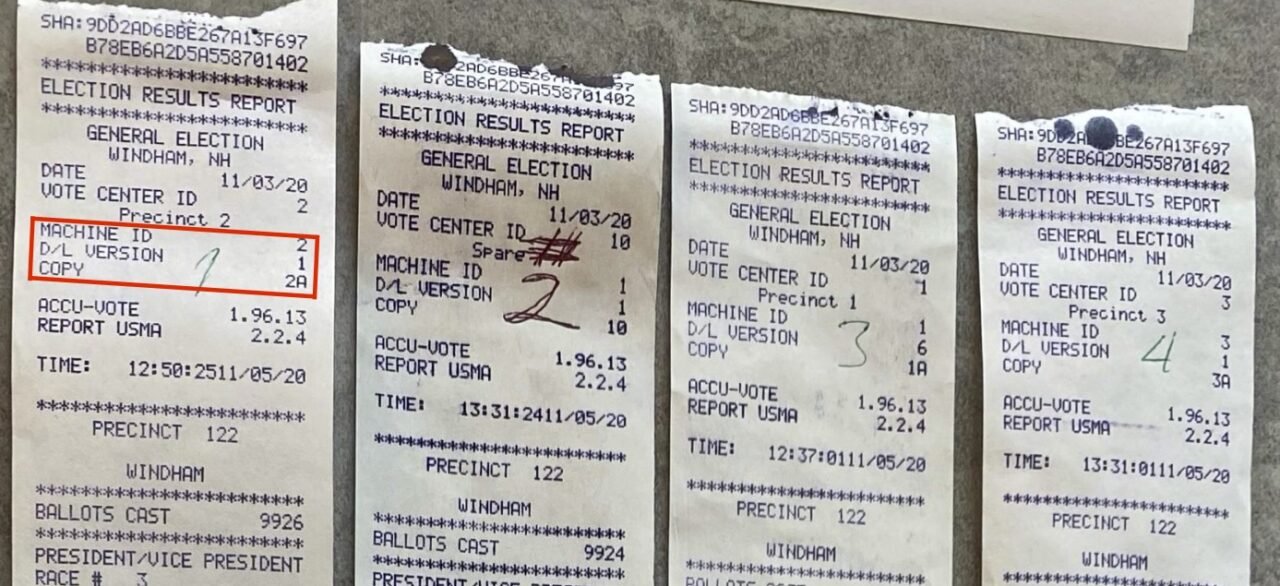 SHA:9DD2AD6BBE267A13F697
B78EB6A2D5A558701402
************************
ELECTION RESULTS REPORT
************************
GENERAL ELECTION
WINDHAM, NH
DATE 11/03/20
VOTE CENTER ID 2
Precinct 2
MACHINE ID 2
D/L VERSION 1
COPY 2A
1
ACCU-VOTE 1.96.13
REPORT USMA 2.2.4
TIME: 12:50:2511/05/20
************************
PRECINCT 122
WINDHAM
************************
BALLOTS CAST 9926
************************
PRESIDENT/VICE PRESIDENT
RACE # 3
SHA:
B78EB6A2D5A558701402
************************
ELECTION RESULTS REPORT
************************
GENERAL ELECTION
WINDHAM, NH
DATE 11/03/20
VOTE CENTER ID 10
Spare
MACHINE ID 1
D/L VERSION 1
COPY 10
2
ACCU-VOTE 1.96.13
REPORT USMA 2.2.4
TIME: 13:31:2411/05/20
************************
PRECINCT 122
WINDHAM
************************
BALLOTS CAST 9924
************************
PRESIDENT/VICE PRESIDENT
SHA:9DD2AD6BBE267A13F697
B78EB6A2D5A558701402
************************
ELECTION RESULTS REPORT
************************
GENERAL ELECTION
WINDHAM, NH
DATE 11/03/20
VOTE CENTER ID 1
Precinct 1
MACHINE ID 1
D/L VERSION 6
COPY 1A
3
ACCU-VOTE 1.96.13
REPORT USMA 2.2.4
TIME: 12:37:0111/05/20
************************
PRECINCT 122
WINDHAM
************************
SHA:
B78EB6A2D5A558701402
************************
ELECTION RESULTS REPORT
************************
GENERAL ELECTION
WINDHAM, NH
DATE 11/03/20
VOTE CENTER ID 3
Precinct 3
MACHINE ID 3
D/L VERSION 1
COPY 3A
4
ACCU-VOTE 1.96.13
REPORT USMA 2.2.4
TIME: 13:31:0111/05/20
************************
PRECINCT 122
WINDHAM
************************